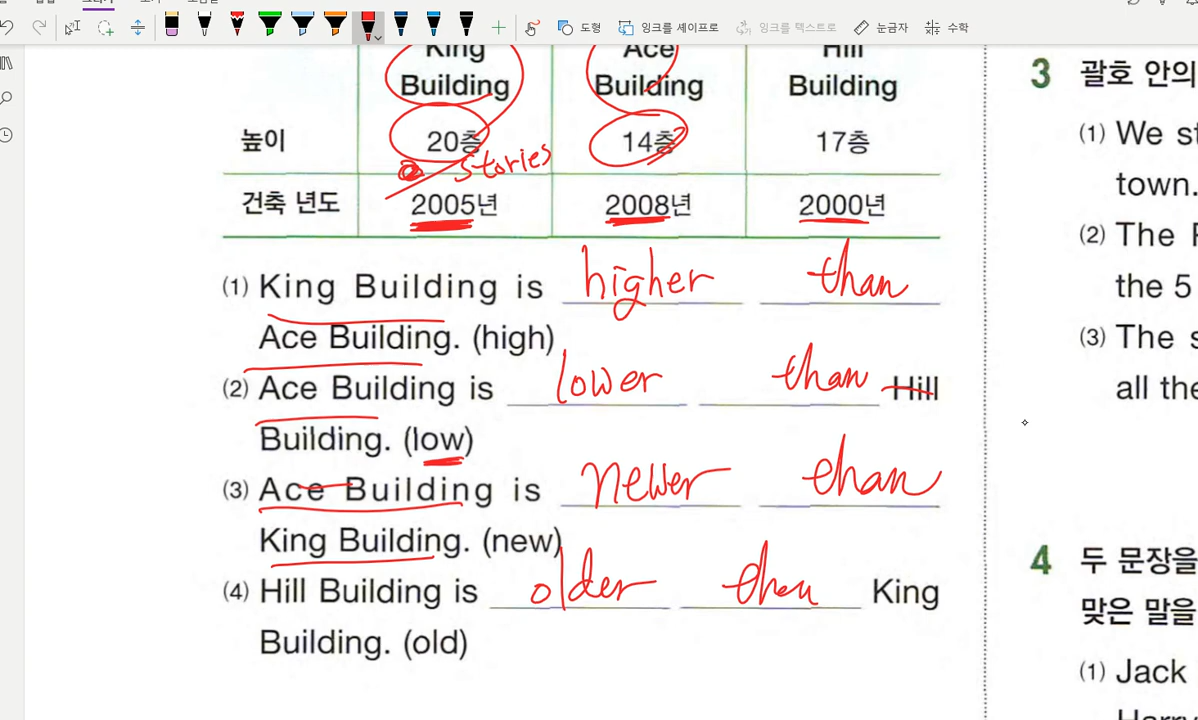 도형 잉크를 셰이프로 잉크를 텍스트로 눈금자 수학
King Ace Hill
Building Building Building
높이 20층 14층 17층
stories
건축 년도 2005년 2008년 2000년
(1) King Building is higher than
Ace Building. (high)
(2) Ace Building is lower than Hill
Building. (low)
(3) Ace Building is newer than
King Building. (new)
(4) Hill Building is older than King
Building. (old)
3 괄호 안의
(1) We st
town.
(2) The
the 5
(3) The s
all the
4 두 문장을
맞은 말을
(1) Jack